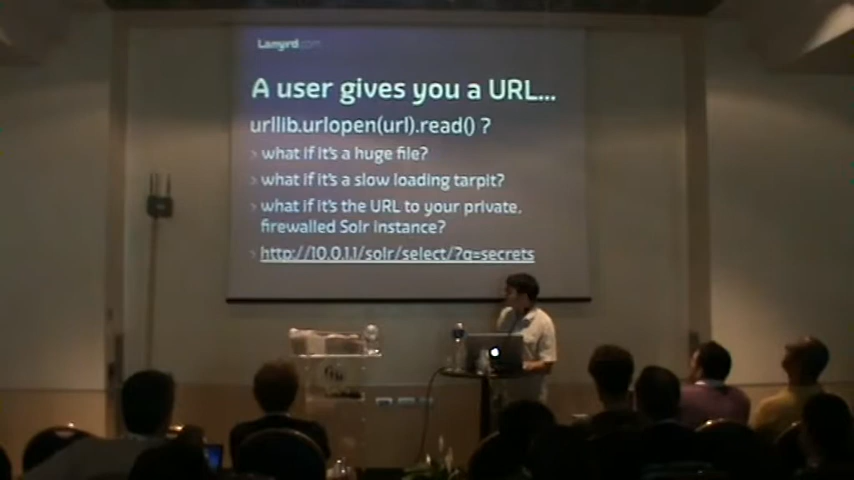 Lanyrd.com
A user gives you a URL...
urllib.urlopen(url).read() ?
what if it's a huge file?
what if it's a slow loading tarpit?
what if it's the URL to your private,
firewalled Solr instance?
http://10.0.1.1/solr/select/?q=secrets